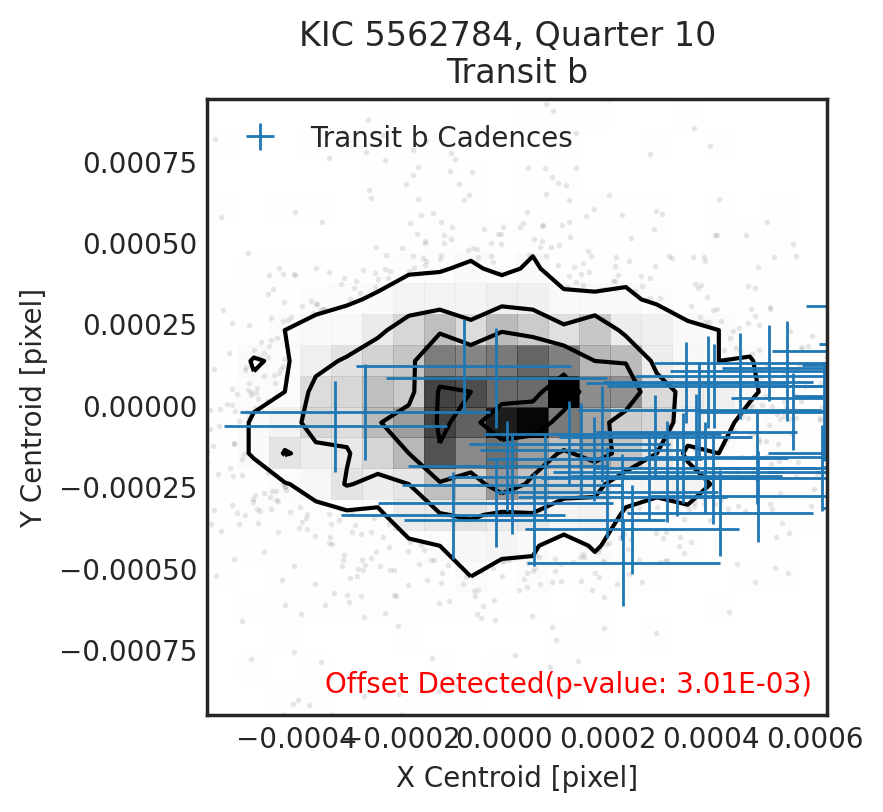 KIC 5562784, Quarter 10
Transit b
Transit b Cadences
0.00075
0.00050
0.00025
0.00000
−0.00025
−0.00050
−0.00075
Y Centroid [pixel]
Offset Detected(p-value: 3.01E-03)
−0.0004 −0.0002 0.0000 0.0002 0.0004 0.0006
X Centroid [pixel]